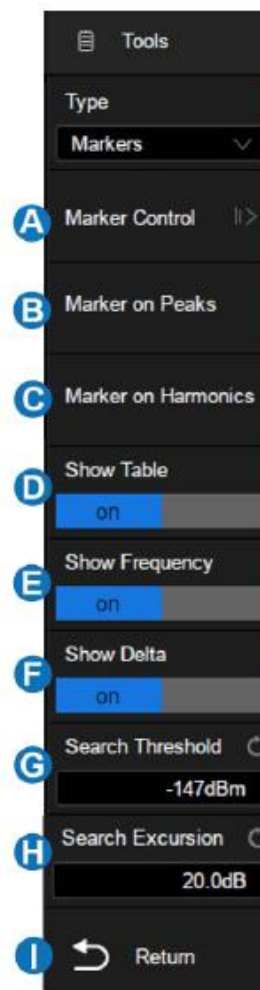 Tools
Type
Markers
A Marker Control
B Marker on Peaks
C Marker on Harmonics
D Show Table
on
E Show Frequency
on
F Show Delta
on
G Search Threshold
-147dBm
H Search Excursion
20.0dB
I Return